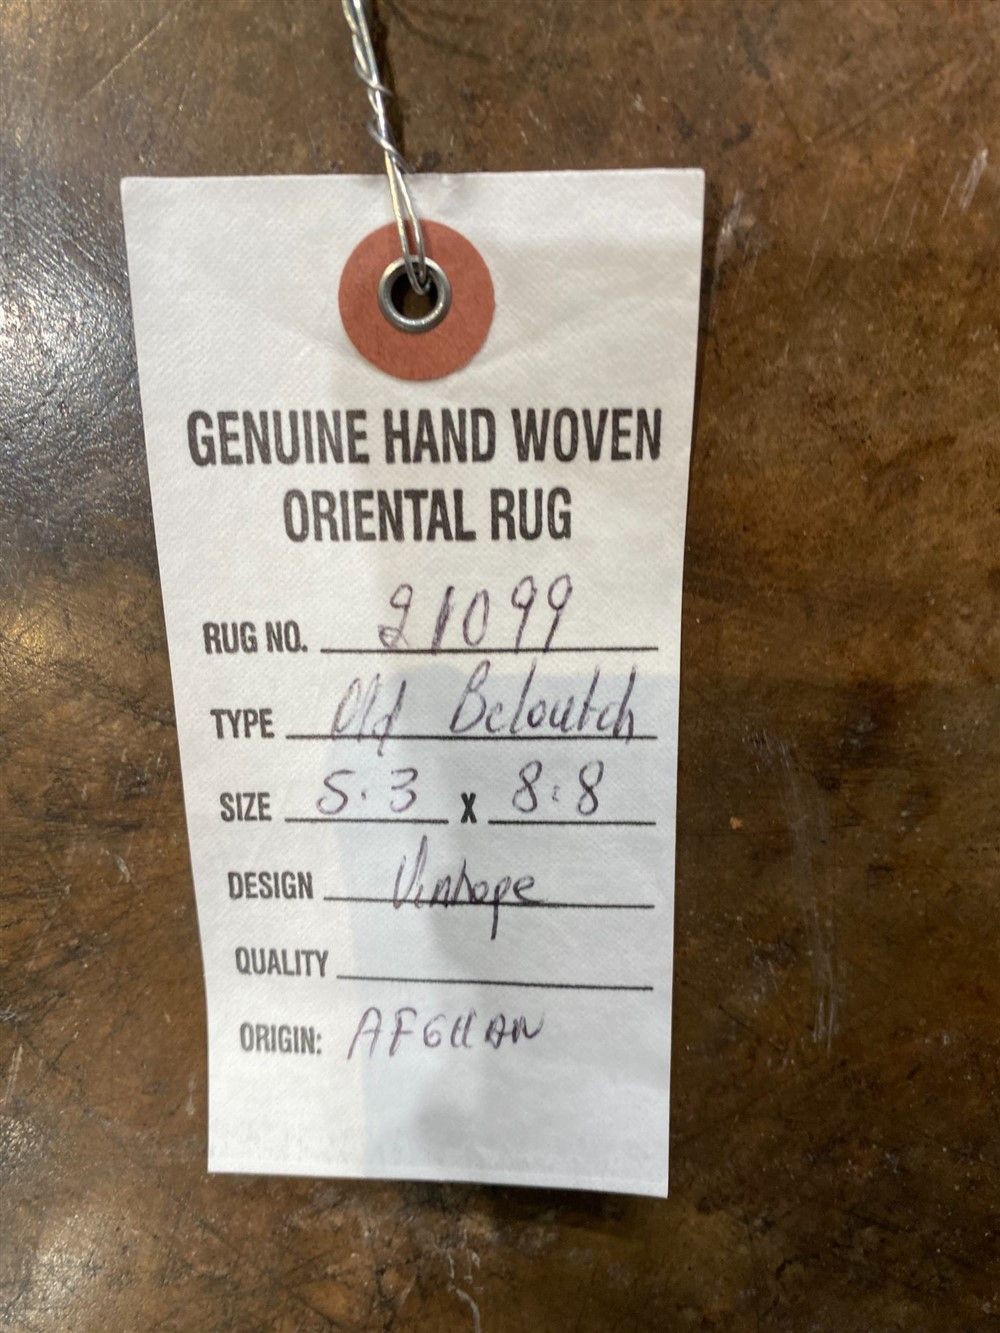 GENUINE HAND WOVEN
ORIENTAL RUG
RUG NO. 21099
TYPE Old Beloutch
SIZE 5.3 X 8:8
DESIGN Vintage
QUALITY
ORIGIN: AFGHAN